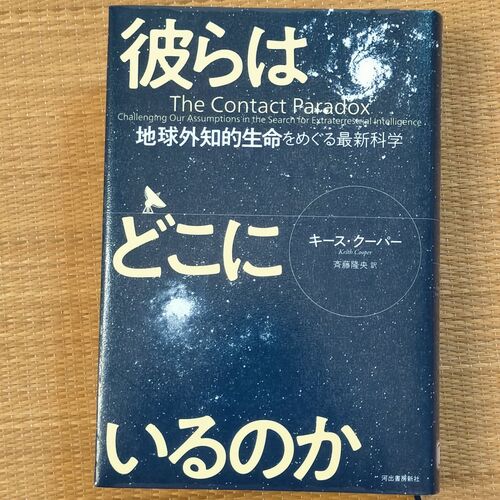 彼らは
The Contact Paradox
Challenging Our Assumptions in the Search for Extraterrestrial Intelligence
地球外知的生命をめぐる最新科学
どこに
キース・クーパー
Keith Cooper
斉藤隆央 訳
いるのか
河出書房新社